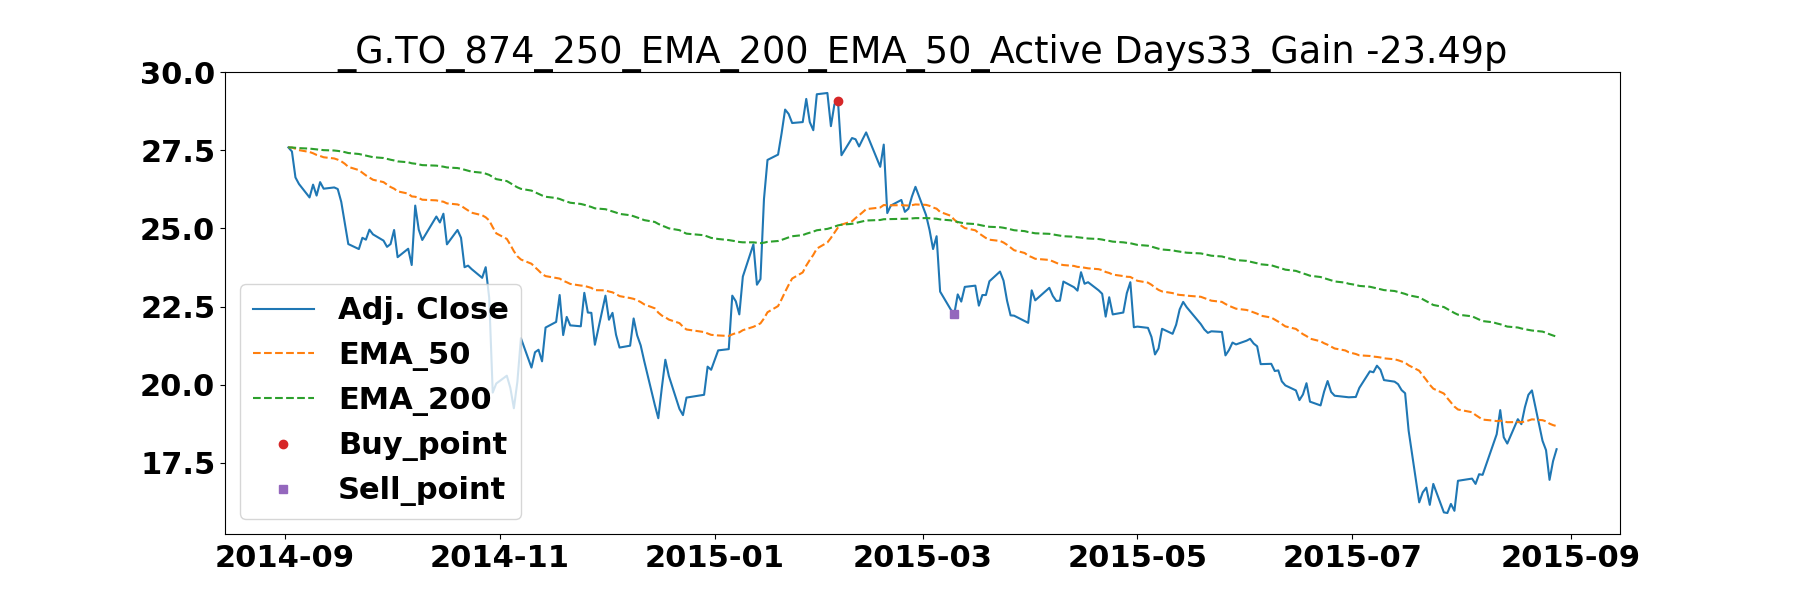 _G.TO_874_250_EMA_200_EMA_50_Active Days33_Gain -23.49p
30.0
27.5
25.0
22.5
20.0
17.5
Adj. Close
EMA_50
EMA_200
Buy_point
Sell_point
2014-09 2014-11 2015-01 2015-03 2015-05 2015-07 2015-09